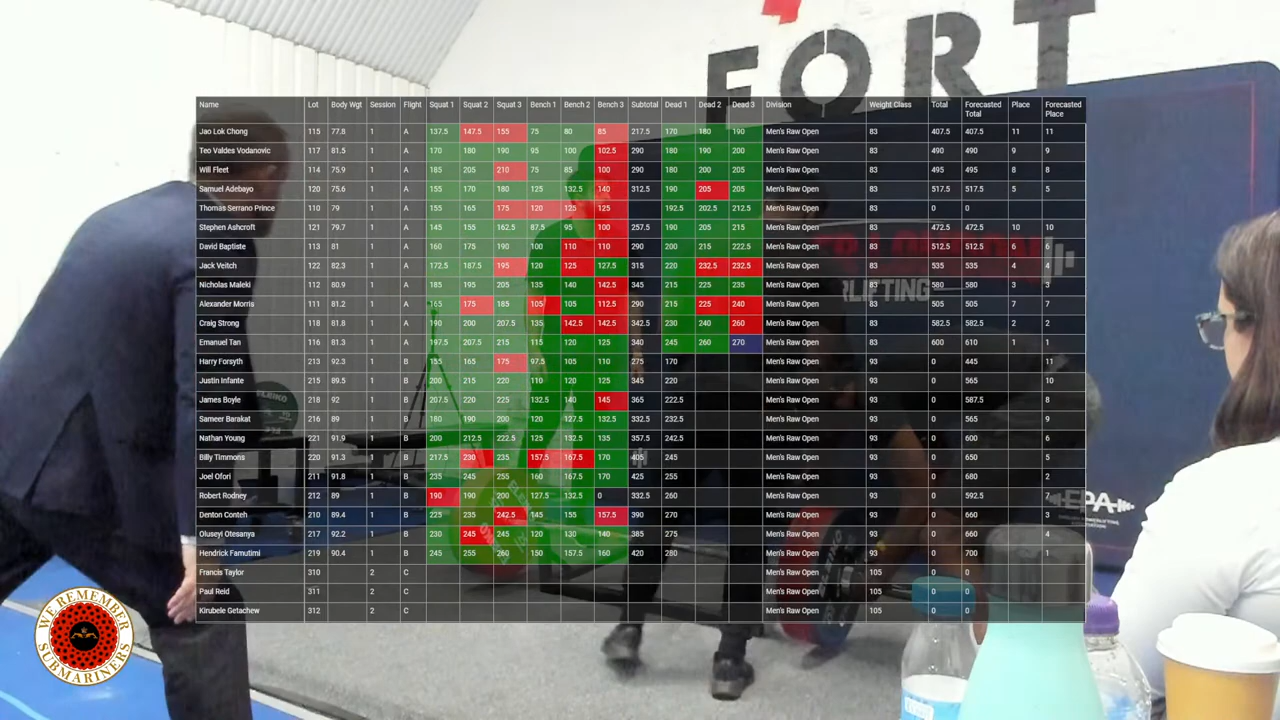 FORT
Name Lot Body Wgt Session Flight Squat 1 Squat 2 Squat 3 Bench 1 Bench 2 Bench 3 Subtotal Dead 1 Dead 2 Dead 3 Division Weight Class Total Forecasted Total Place Forecasted Place
Jao Lok Chong 115 77.8 1 A 137.5 147.5 155 75 80 85 217.5 170 180 190 Men's Raw Open 83 407.5 407.5 11 11
Teo Valdes Vodanovic 117 81.5 1 A 170 180 190 95 100 102.5 290 180 190 200 Men's Raw Open 83 490 490 9 9
Will Fleet 114 75.9 1 A 185 205 210 75 85 100 290 180 200 205 Men's Raw Open 83 495 495 8 8
Samuel Adebayo 120 75.6 1 A 155 170 180 125 132.5 140 312.5 190 205 205 Men's Raw Open 83 517.5 517.5 5 5
Thomas Serrano Prince 110 79 1 A 155 165 175 120 125 125 192.5 202.5 212.5 Men's Raw Open 83 0 0
Stephen Ashcroft 121 79.7 1 A 145 155 162.5 87.5 95 100 257.5 190 205 215 Men's Raw Open 83 472.5 472.5 10 10
David Baptiste 113 81 1 A 160 175 190 100 110 110 290 200 215 222.5 Men's Raw Open 83 512.5 512.5 6 6
Jack Veitch 122 82.3 1 A 172.5 187.5 195 120 125 127.5 315 220 232.5 232.5 Men's Raw Open 83 535 535 4 4
Nicholas Maleki 112 80.9 1 A 185 195 205 135 140 142.5 345 215 225 235 Men's Raw Open 83 580 580 3 3
Alexander Morris 111 81.2 1 A 165 175 185 105 105 112.5 290 215 225 240 Men's Raw Open 83 505 505 7 7
Craig Strong 118 81.8 1 A 190 200 207.5 135 142.5 142.5 342.5 230 240 260 Men's Raw Open 83 582.5 582.5 2 2
Emanuel Tan 116 81.3 1 A 197.5 207.5 215 115 120 125 340 245 260 270 Men's Raw Open 83 600 610 1 1
Harry Forsyth 213 92.3 1 B 155 165 175 97.5 105 110 275 170 Men's Raw Open 93 0 445 11
Justin Infante 215 89.5 1 B 200 215 220 110 120 125 345 220 Men's Raw Open 93 0 565 10
James Boyle 218 92 1 B 207.5 220 225 132.5 140 145 365 222.5 Men's Raw Open 93 0 587.5 8
Sameer Barakat 216 89 1 B 180 190 200 120 127.5 132.5 332.5 232.5 Men's Raw Open 93 0 565 9
Nathan Young 221 91.9 1 B 200 212.5 222.5 125 132.5 135 357.5 242.5 Men's Raw Open 93 0 600 6
Billy Timmons 220 91.3 1 B 217.5 230 235 157.5 167.5 170 405 245 Men's Raw Open 93 0 650 5
Joel Ofori 211 91.8 1 B 235 245 255 160 167.5 170 425 255 Men's Raw Open 93 0 680 2
Robert Rodney 212 89 1 B 190 190 200 127.5 132.5 0 332.5 260 Men's Raw Open 93 0 592.5 7
Denton Conteh 210 89.4 1 B 225 235 242.5 145 155 157.5 390 270 Men's Raw Open 93 0 660 3
Oluseyi Otesanya 217 92.2 1 B 230 245 245 120 130 140 385 275 Men's Raw Open 93 0 660 4
Hendrick Famutimi 219 90.4 1 B 245 255 260 150 157.5 160 420 280 Men's Raw Open 93 0 700 1
Francis Taylor 310 2 C Men's Raw Open 105 0 0
Paul Reid 311 2 C Men's Raw Open 105 0 0
Kirubele Getachew 312 2 C Men's Raw Open 105 0 0
LIFTING
EPA
WE REMEMBER
SUBMARINERS